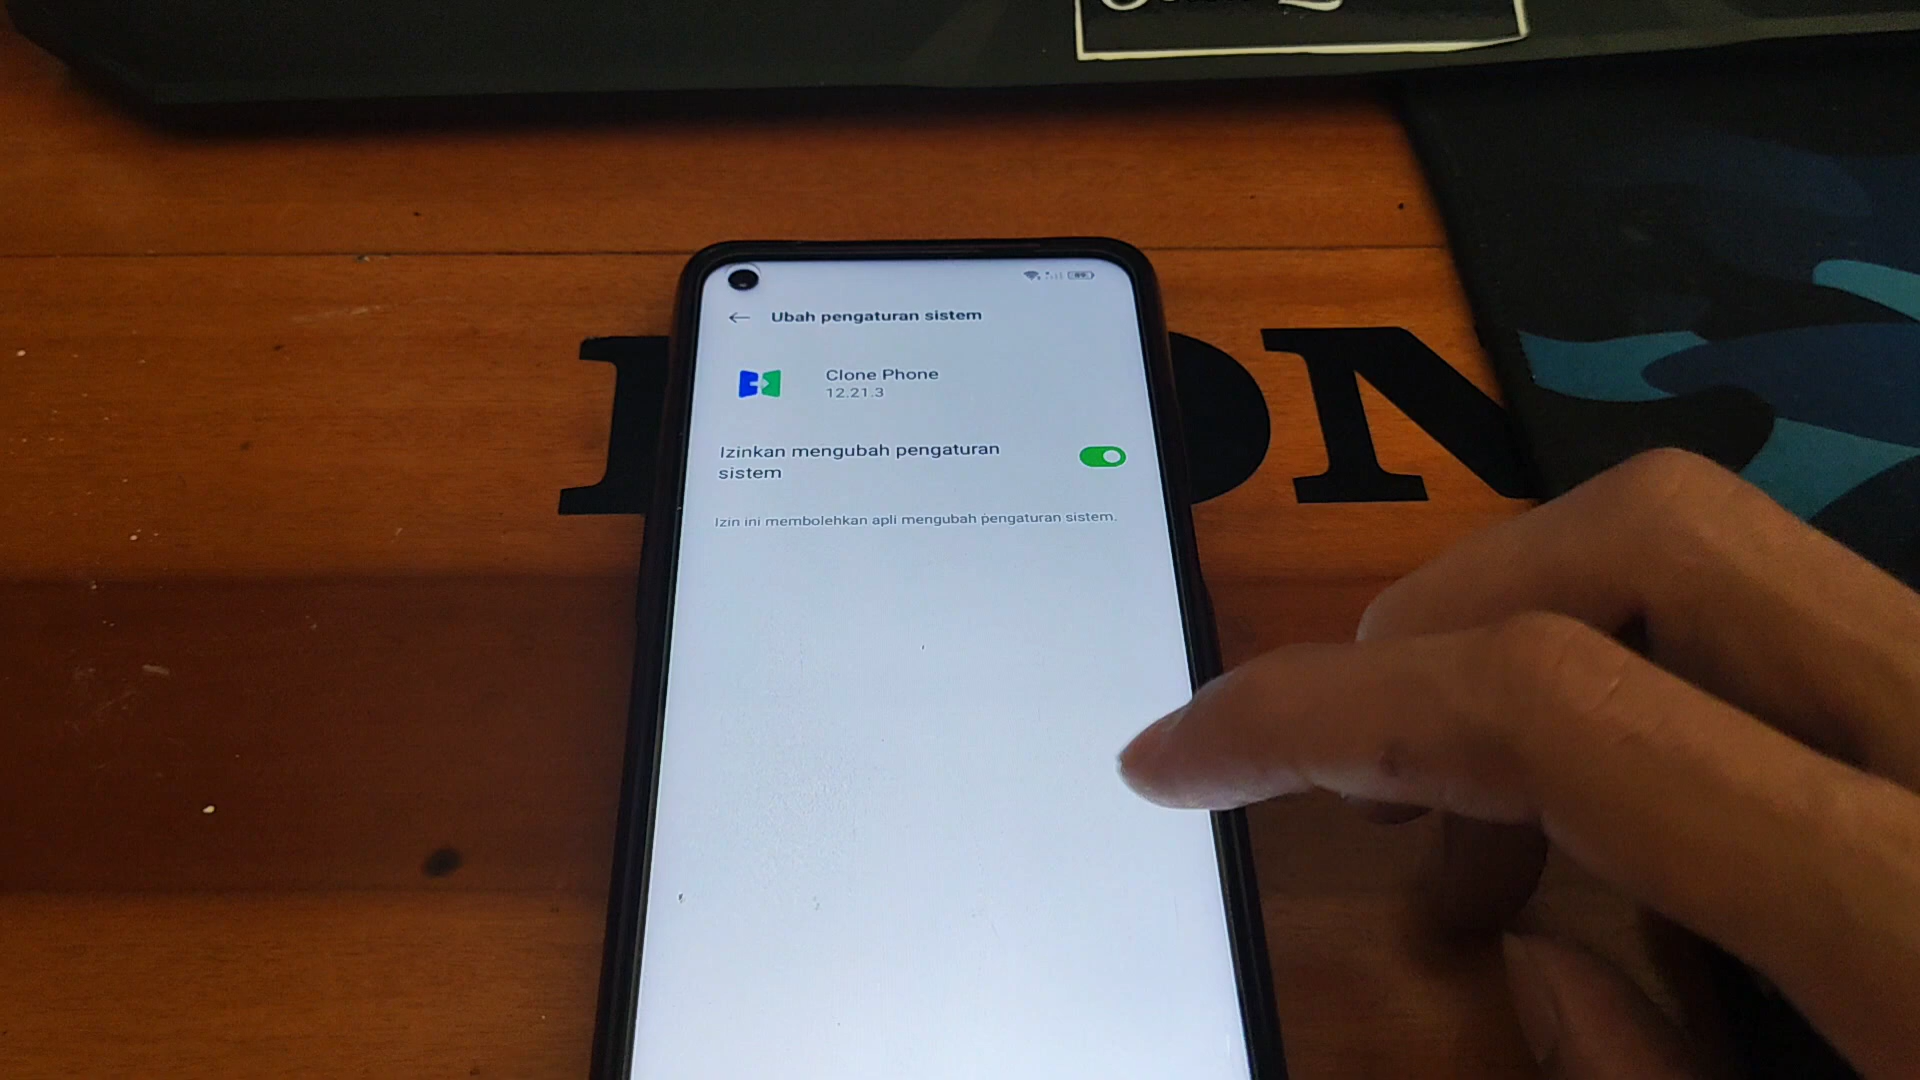 Ubah pengaturan sistem
Clone Phone
12.21.3
Izinkan mengubah pengaturan
sistem
Izin ini membolehkan apli mengubah pengaturan sistem.